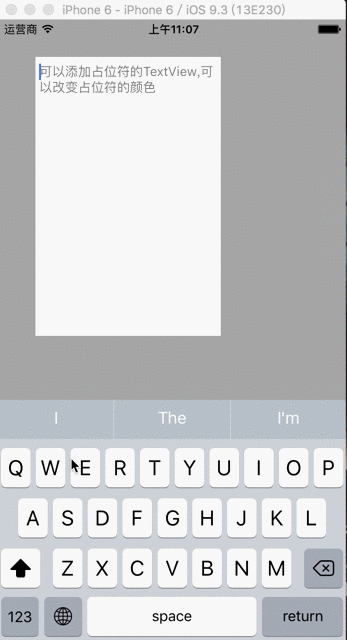 iPhone 6 - iPhone 6 / iOS 9.3 (13E230)
运营商 上午11:07
可以添加占位符的TextView,可
以改变占位符的颜色
I The I'm
Q W E R T Y U I O P
A S D F G H J K L
Z X C V B N M
123 space return